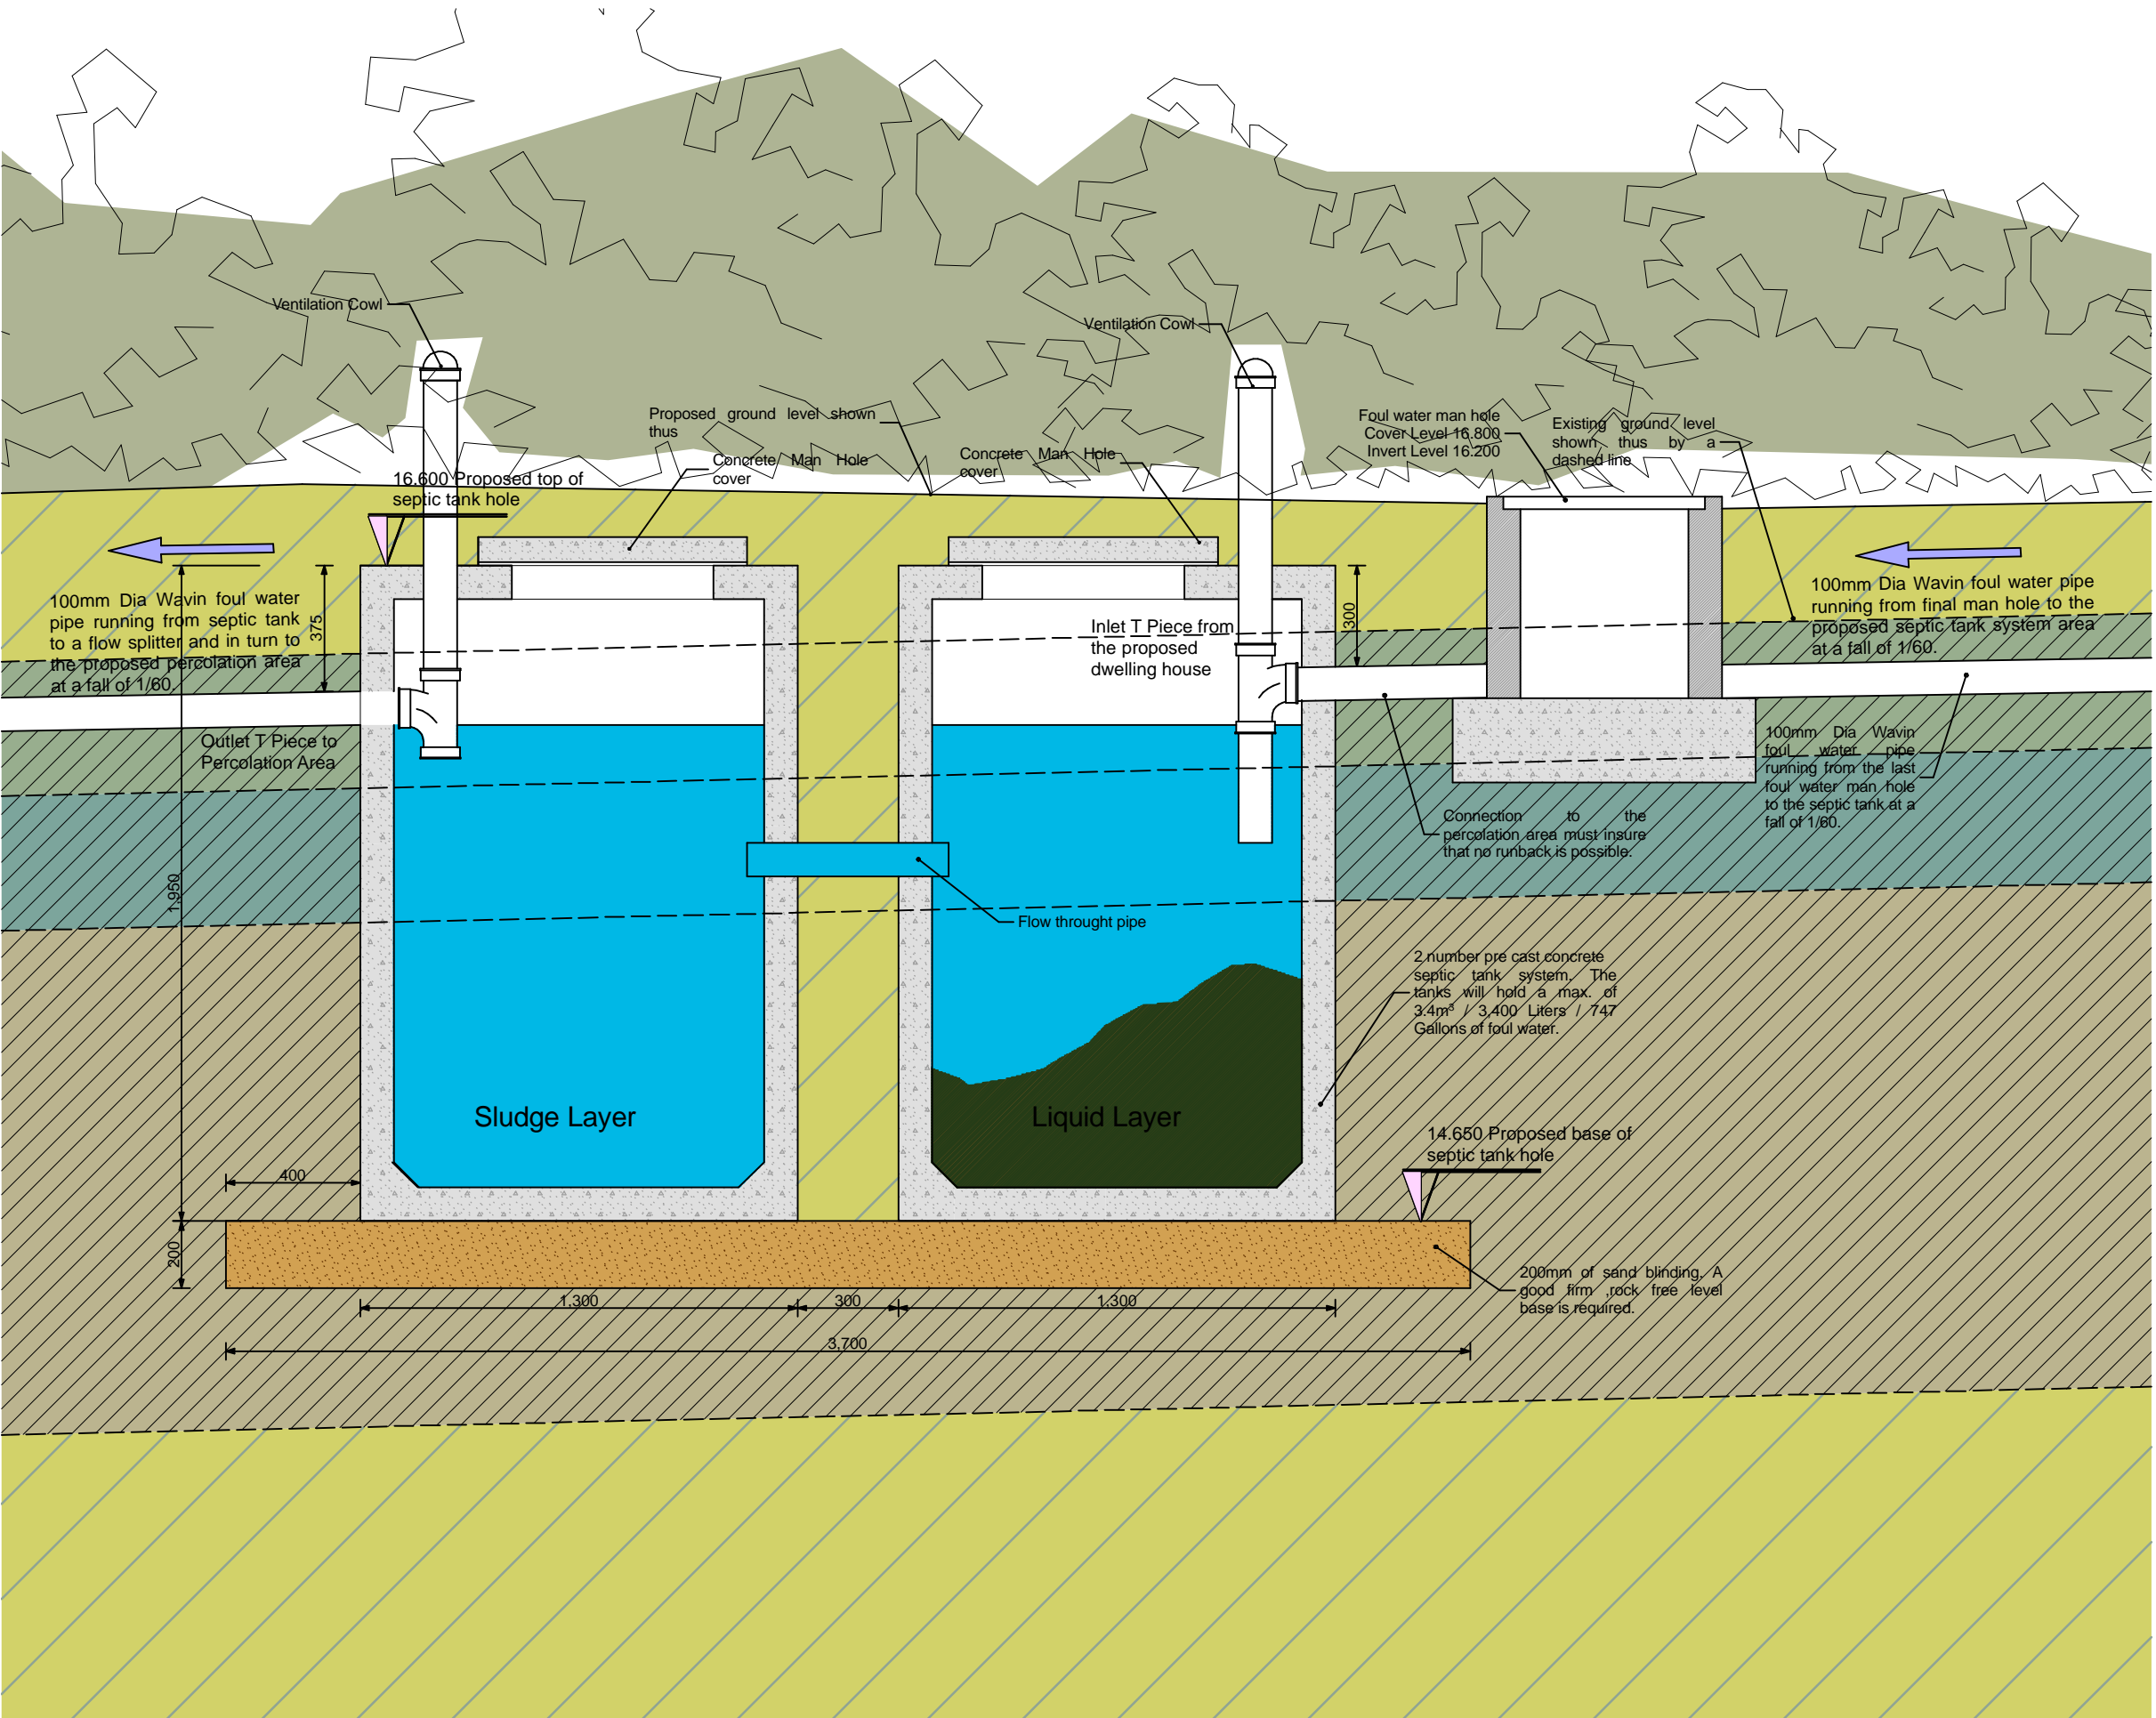 Ventilation Cowl
Ventilation Cowl
Proposed ground level shown
thus
Concrete Man Hole
cover
Concrete Man Hole
cover
Foul water man hole
Cover Level 16.800
Invert Level 16.200
Existing ground level
shown thus by a
dashed line
16.600 Proposed top of
septic tank hole
100mm Dia Wavin foul water
pipe running from septic tank
to a flow splitter and in turn to
the proposed percolation area
at a fall of 1/60.
375
Inlet T Piece from
the proposed
dwelling house
300
100mm Dia Wavin foul water pipe
running from final man hole to the
proposed septic tank system area
at a fall of 1/60.
Outlet T Piece to
Percolation Area
100mm Dia Wavin
foul water pipe
running from the last
foul water man hole
to the septic tank at a
fall of 1/60.
Connection to the
percolation area must insure
that no runback is possible.
1,950
Flow throught pipe
2 number pre cast concrete
septic tank system. The
tanks will hold a max. of
3.4m³ / 3,400 Liters / 747
Gallons of foul water.
Sludge Layer
Liquid Layer
14.650 Proposed base of
septic tank hole
400
200
200mm of sand blinding. A
good firm ,rock free level
base is required.
1,300
300
1,300
3,700